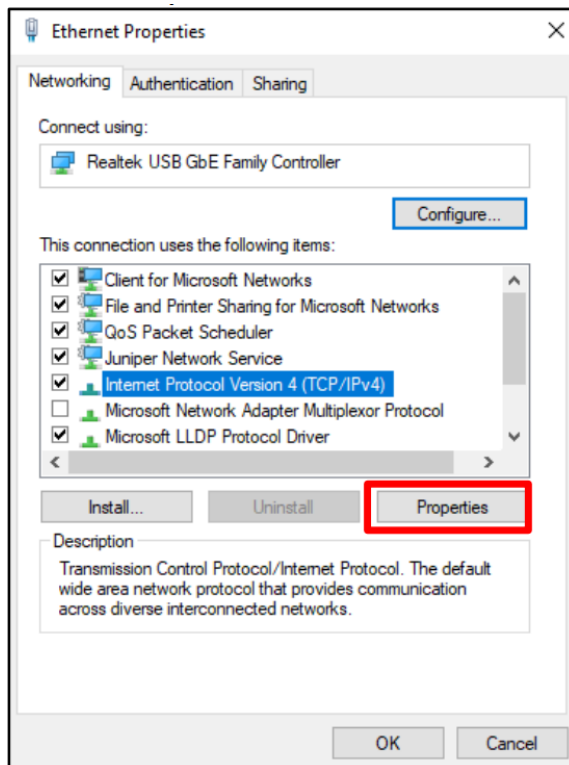 Ethernet Properties
Networking Authentication Sharing
Connect using:
Realtek USB GbE Family Controller
Configure...
This connection uses the following items:
Client for Microsoft Networks
File and Printer Sharing for Microsoft Networks
QoS Packet Scheduler
Juniper Network Service
Internet Protocol Version 4 (TCP/IPv4)
Microsoft Network Adapter Multiplexor Protocol
Microsoft LLDP Protocol Driver
Install... Uninstall Properties
Description
Transmission Control Protocol/Internet Protocol. The default
wide area network protocol that provides communication
across diverse interconnected networks.
OK Cancel